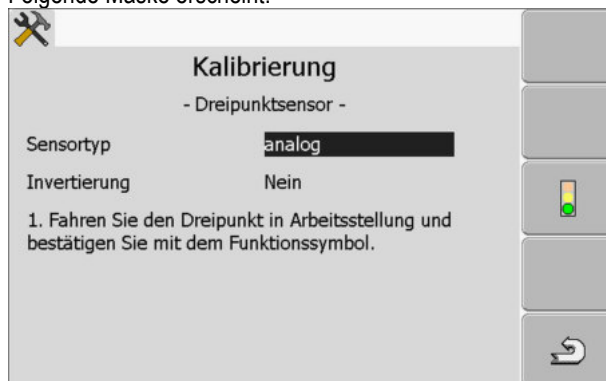 Folgende Maske erscheint:
Kalibrierung
- Dreipunktsensor -
Sensortyp analog
Invertierung Nein
1. Fahren Sie den Dreipunkt in Arbeitsstellung und
bestätigen Sie mit dem Funktionssymbol.